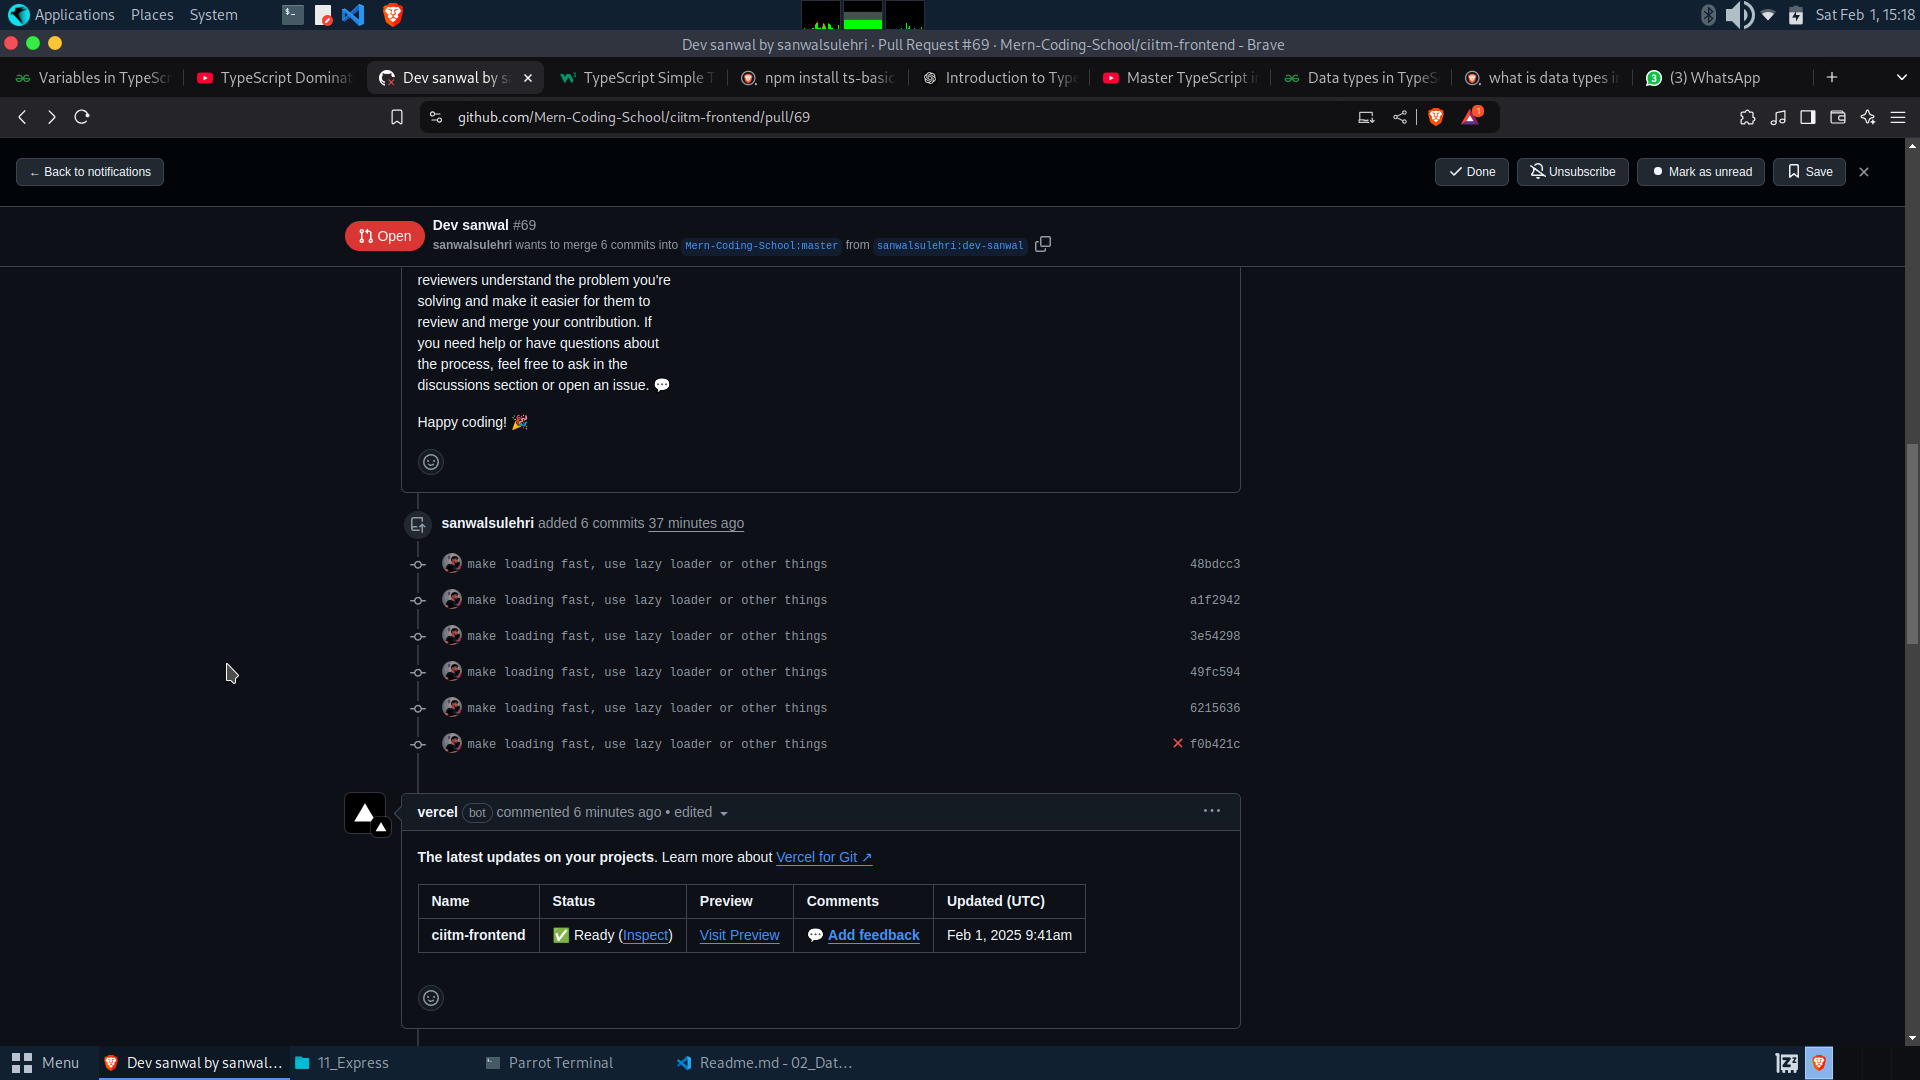 Applications Places System
Sat Feb 1, 15:18
Dev sanwal by sanwalsulehri · Pull Request #69 · Mern-Coding-School/ciitm-frontend - Brave
Variables in TypeScr
TypeScript Dominat
Dev sanwal by s
TypeScript Simple T
npm install ts-basic
Introduction to Type
Master TypeScript i
Data types in TypeS
what is data types i
(3) WhatsApp
github.com/Mern-Coding-School/ciitm-frontend/pull/69
1
← Back to notifications
Done
Unsubscribe
Mark as unread
Save
Open
Dev sanwal #69
sanwalsulehri wants to merge 6 commits into Mern-Coding-School:master from sanwalsulehri:dev-sanwal
reviewers understand the problem you're
solving and make it easier for them to
review and merge your contribution. If
you need help or have questions about
the process, feel free to ask in the
discussions section or open an issue. 💬
Happy coding! 🎉
sanwalsulehri added 6 commits 37 minutes ago
make loading fast, use lazy loader or other things 48bdcc3
make loading fast, use lazy loader or other things a1f2942
make loading fast, use lazy loader or other things 3e54298
make loading fast, use lazy loader or other things 49fc594
make loading fast, use lazy loader or other things 6215636
make loading fast, use lazy loader or other things f0b421c
vercel bot commented 6 minutes ago • edited
The latest updates on your projects. Learn more about Vercel for Git ↗
Name Status Preview Comments Updated (UTC)
ciitm-frontend ✅ Ready (Inspect) Visit Preview 💬 Add feedback Feb 1, 2025 9:41am
Menu
Dev sanwal by sanwal...
11_Express
Parrot Terminal
Readme.md - 02_Dat...